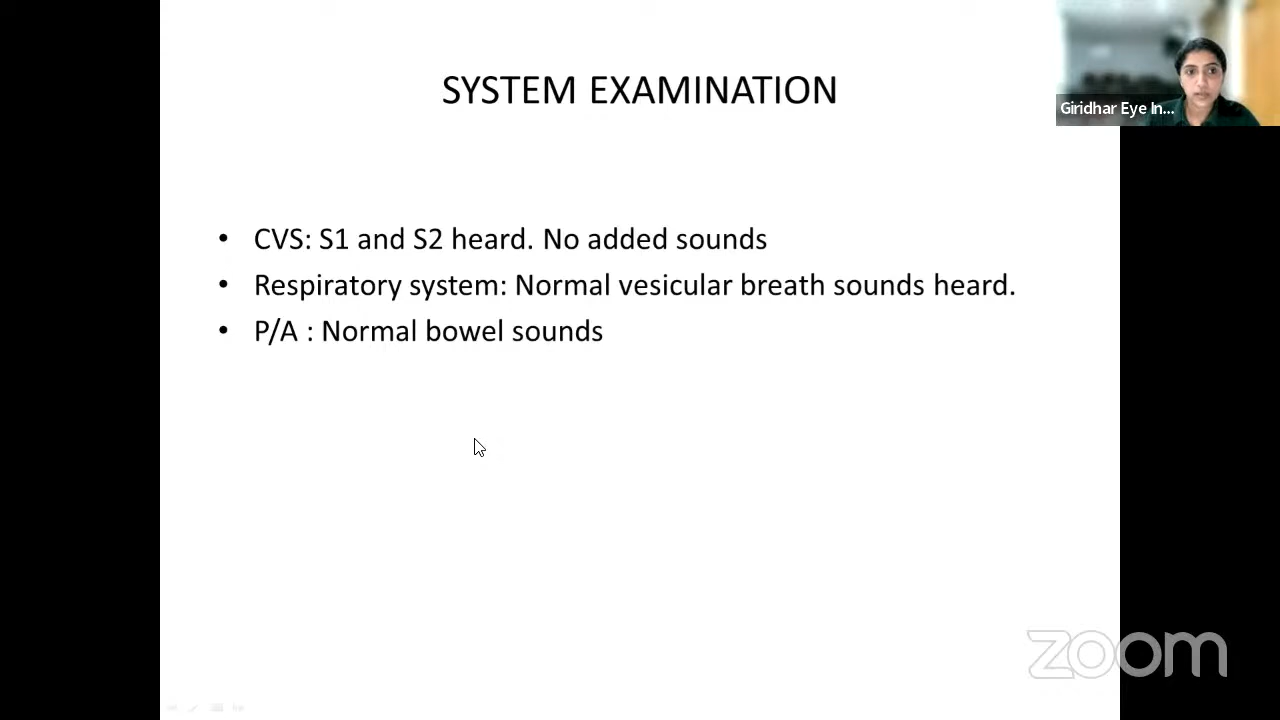 SYSTEM EXAMINATION
Giridhar Eye In...
• CVS: S1 and S2 heard. No added sounds
• Respiratory system: Normal vesicular breath sounds heard.
• P/A : Normal bowel sounds
zoom